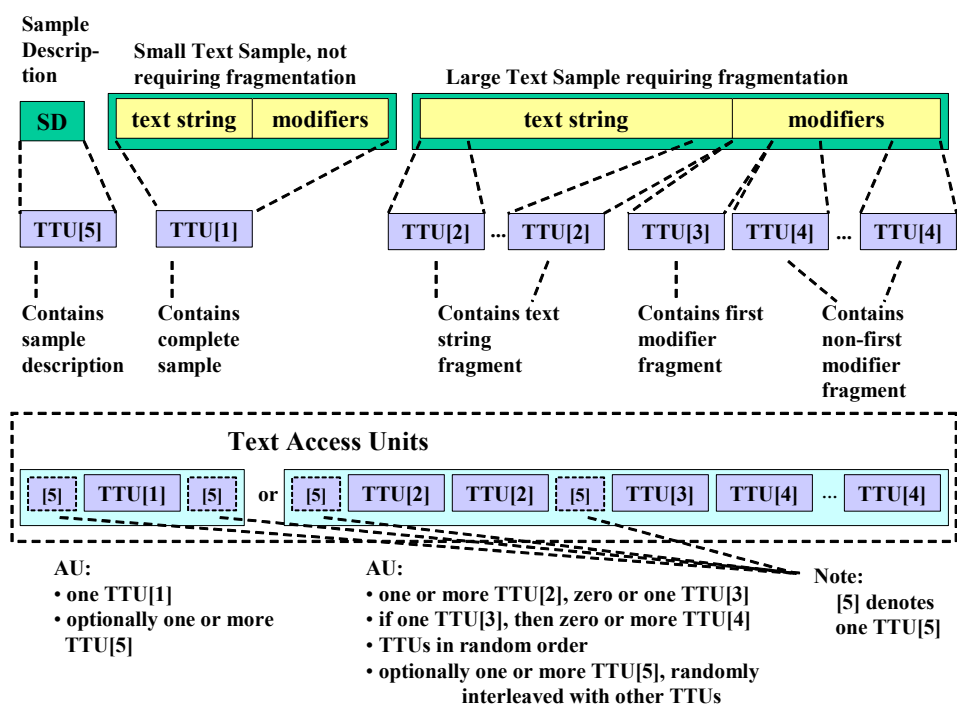 Sample
Descrip-
tion
Small Text Sample, not
requiring fragmentation
Large Text Sample requiring fragmentation
SD
text string
modifiers
text string
modifiers
TTU[5]
TTU[1]
TTU[2]
...
TTU[2]
TTU[3]
TTU[4]
...
TTU[4]
Contains
sample
description
Contains
complete
sample
Contains text
string
fragment
Contains first
modifier
fragment
Contains
non-first
modifier
fragment
Text Access Units
[5]
TTU[1]
[5]
or
[5]
TTU[2]
TTU[2]
[5]
TTU[3]
TTU[4]
...
TTU[4]
AU:
• one TTU[1]
• optionally one or more
TTU[5]
AU:
• one or more TTU[2], zero or one TTU[3]
• if one TTU[3], then zero or more TTU[4]
• TTUs in random order
• optionally one or more TTU[5], randomly
interleaved with other TTUs
Note:
[5] denotes
one TTU[5]